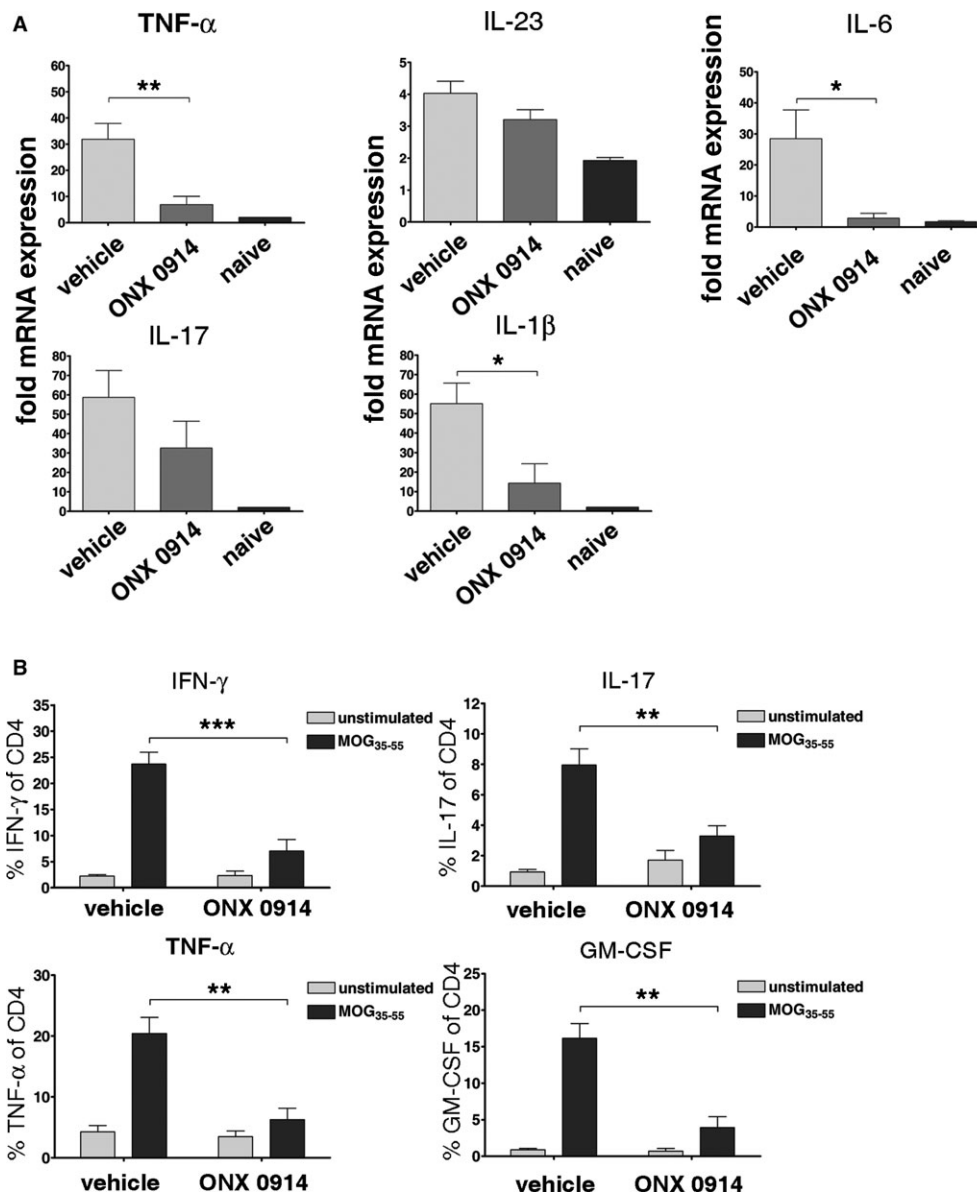 A
TNF-α
fold mRNA expression
60
50
40
30
20
10
0
**
vehicle
ONX 0914
naive
IL-23
fold mRNA expression
5
4
3
2
1
0
vehicle
ONX 0914
naive
IL-6
fold mRNA expression
50
40
30
20
10
0
*
vehicle
ONX 0914
naive
IL-17
80
70
60
50
40
30
20
10
0
vehicle
ONX 0914
naive
IL-1β
80
70
60
50
40
30
20
10
0
*
vehicle
ONX 0914
naive
B
IFN-γ
% IFN-γ of CD4
35
30
25
20
15
10
5
0
***
unstimulated
MOG35-55
vehicle ONX 0914
IL-17
% IL-17 of CD4
12
10
8
6
4
2
0
**
unstimulated
MOG35-55
vehicle ONX 0914
TNF-α
% TNF-α of CD4
30
20
10
0
**
unstimulated
MOG35-55
vehicle ONX 0914
GM-CSF
% GM-CSF of CD4
25
20
15
10
5
0
**
unstimulated
MOG35-55
vehicle ONX 0914